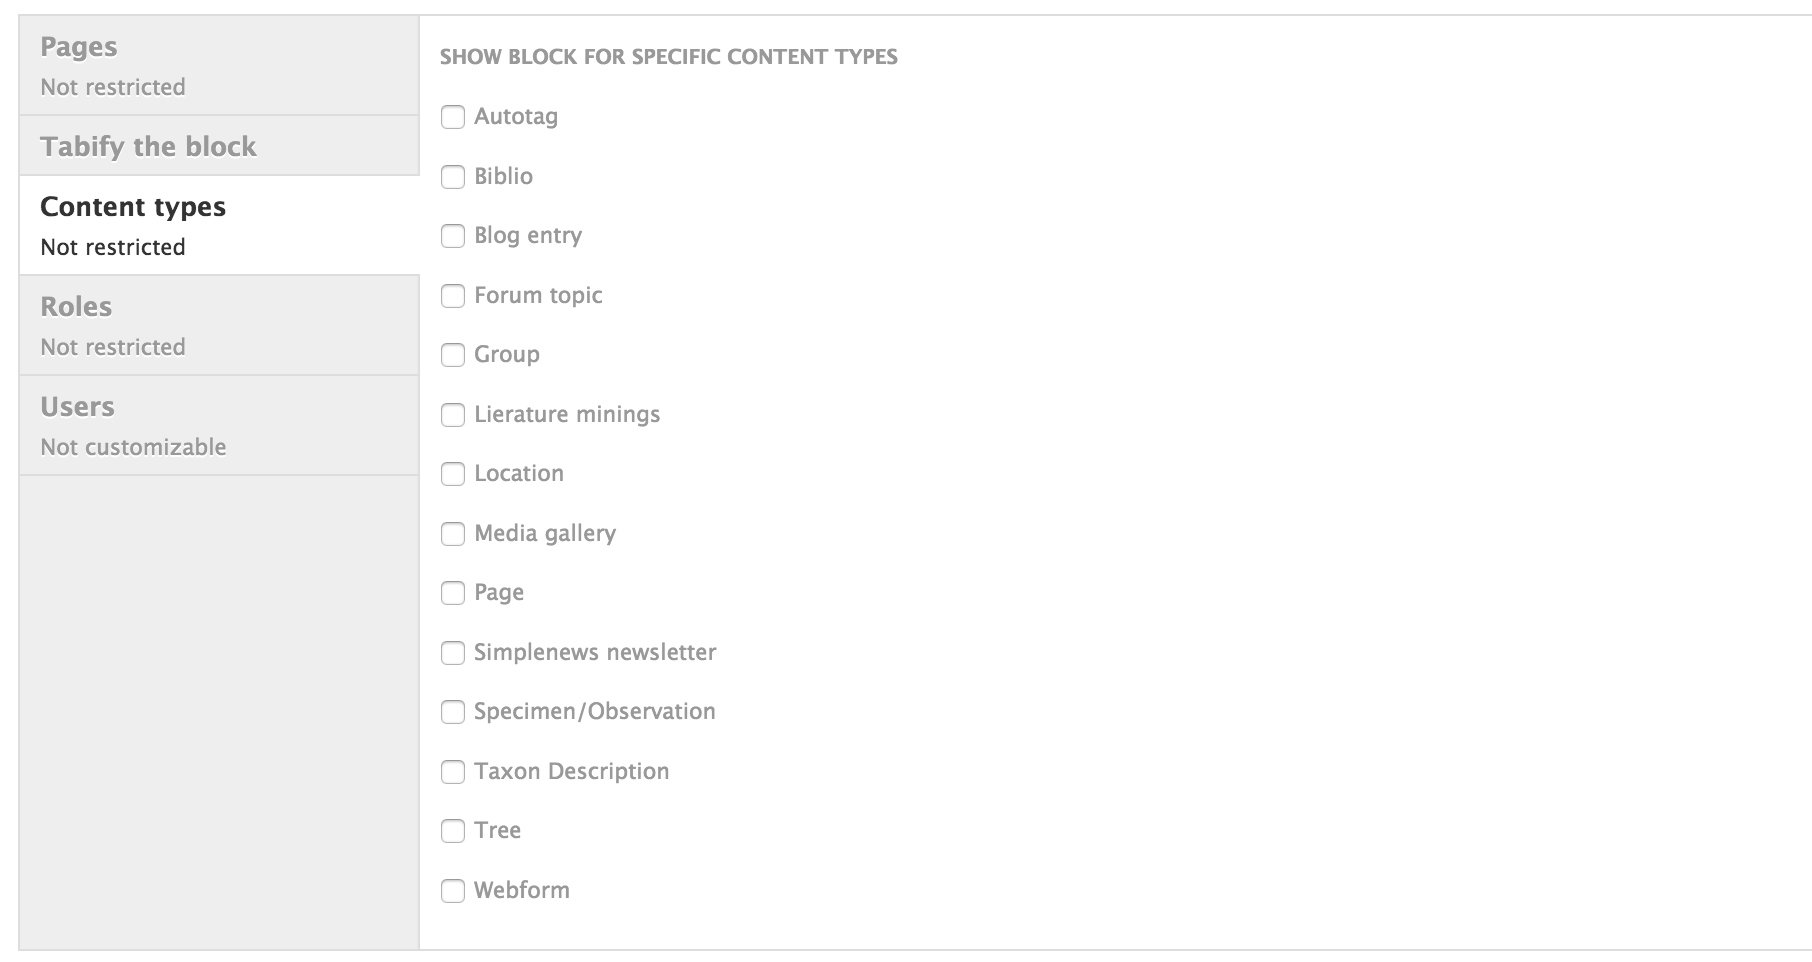 Pages
Not restricted
Tabify the block
Content types
Not restricted
Roles
Not restricted
Users
Not customizable
SHOW BLOCK FOR SPECIFIC CONTENT TYPES
Autotag
Biblio
Blog entry
Forum topic
Group
Lierature minings
Location
Media gallery
Page
Simplenews newsletter
Specimen/Observation
Taxon Description
Tree
Webform